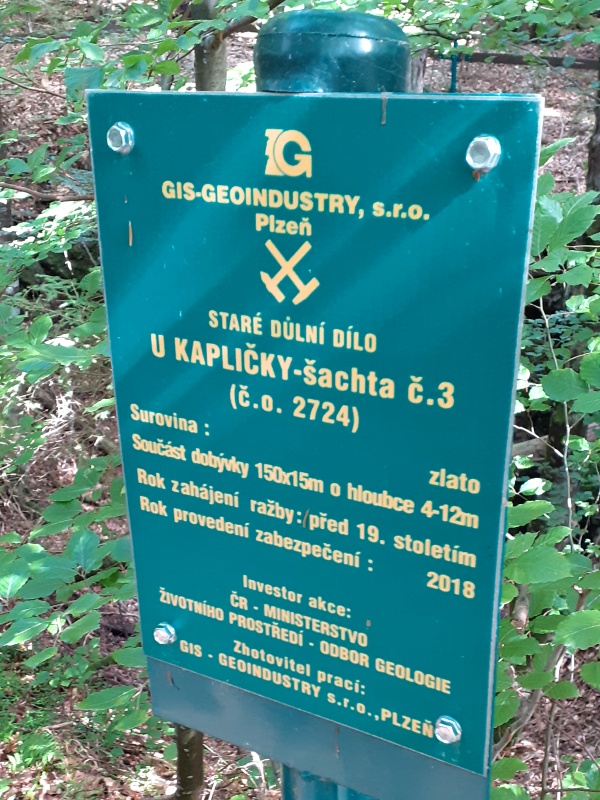 G
GIS-GEOINDUSTRY, s.r.o.
Plzeň
STARÉ DŮLNÍ DÍLO
U KAPLIČKY-šachta č.3
(č.o. 2724)
Surovina : zlato
Součást dobývky 150x15m o hloubce 4-12m
Rok zahájení ražby: před 19. stoletím
Rok provedení zabezpečení : 2018
Investor akce:
ČR - MINISTERSTVO
ŽIVOTNÍHO PROSTŘEDÍ - ODBOR GEOLOGIE
Zhotovitel prací:
GIS - GEOINDUSTRY s.r.o.,PLZEŇ